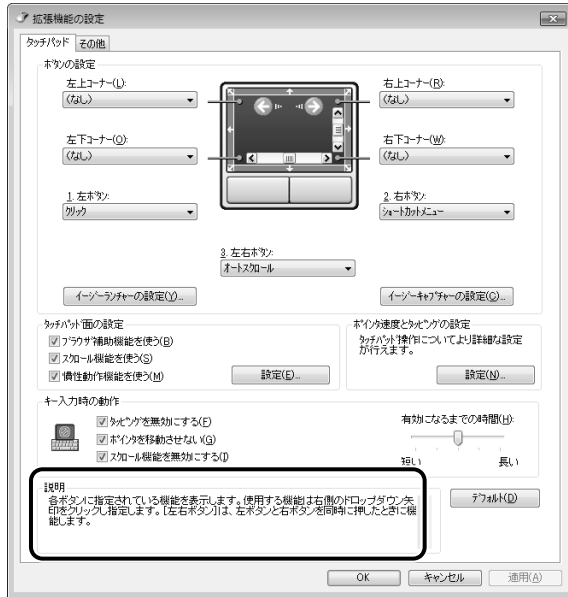 拡張機能の設定
タッチパッド その他
ボタンの設定
左上コーナー(L):
(なし)
右上コーナー(R):
(なし)
左下コーナー(O):
(なし)
右下コーナー(W):
(なし)
1. 左ボタン:
クリック
2. 右ボタン:
ショートカットメニュー
3. 左右ボタン:
オートスクロール
イージーランチャーの設定(Y)...
イージーキャプチャーの設定(C)...
タッチパッド面の設定
ブラウザ補助機能を使う(B)
スクロール機能を使う(S)
慣性動作機能を使う(M)
設定(E)...
ポインタ速度とタッピングの設定
タッチパッド操作についてより詳細な設定
が行えます。
設定(N)...
キー入力時の動作
タッピングを無効にする(F)
ポインタを移動させない(G)
スクロール機能を無効にする(I)
有効になるまでの時間(H):
短い 長い
説明
各ボタンに指定されている機能を表示します。使用する機能は右側のドロップダウン矢
印をクリックし指定します。[左右ボタン]は、左ボタンと右ボタンを同時に押したときに機
能します。
デフォルト(D)
OK キャンセル 適用(A)